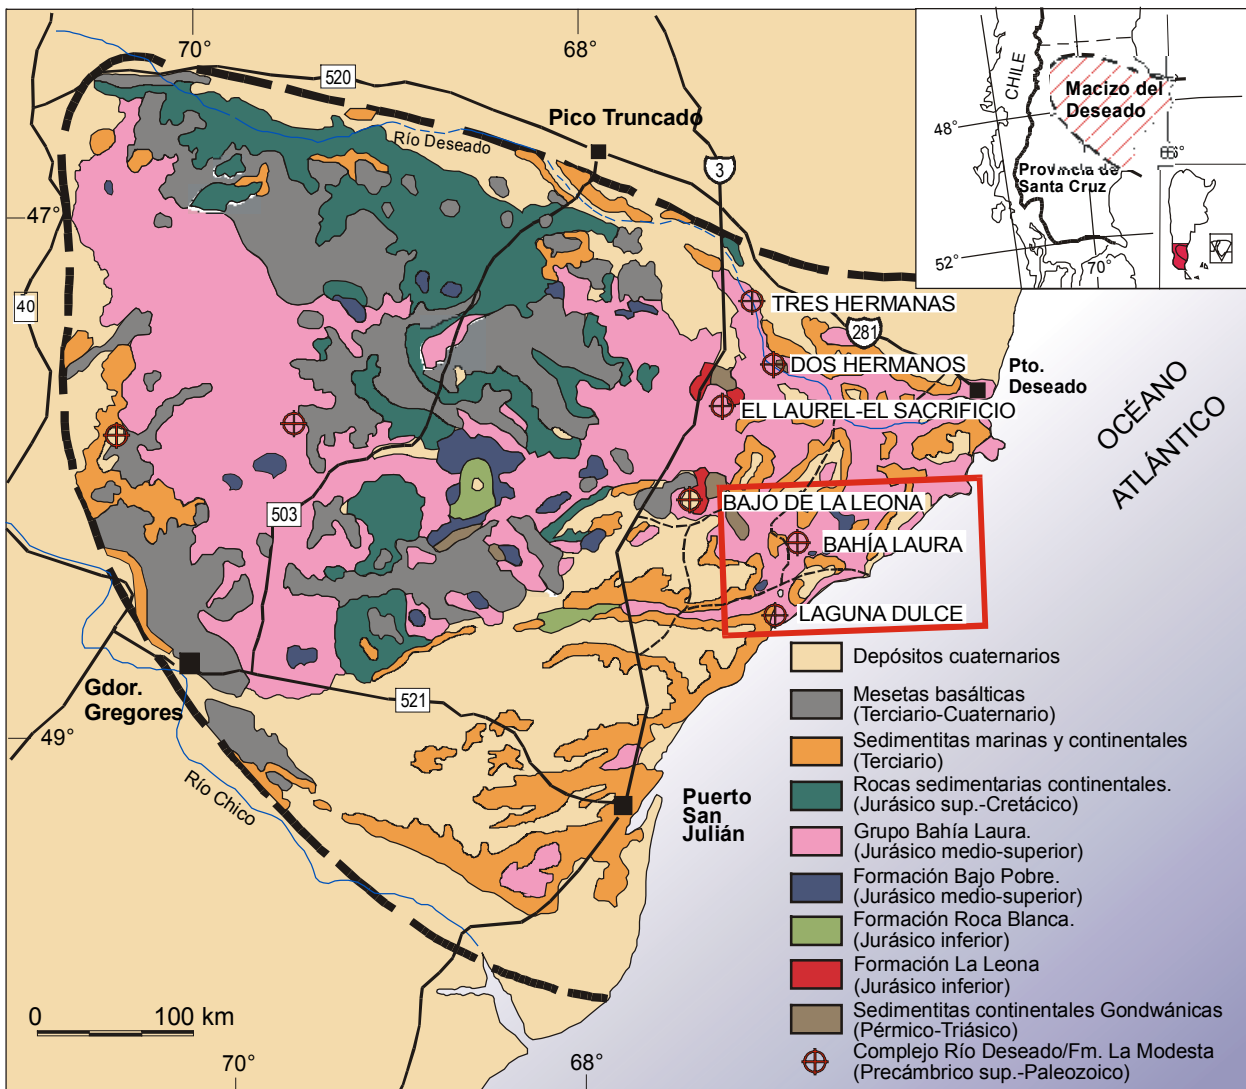 70°
68°
520
Pico Truncado
Río Deseado
3
47°
40
TRES HERMANAS
281
DOS HERMANOS
Pto.
Deseado
EL LAUREL-EL SACRIFICIO
OCÉANO
ATLÁNTICO
BAJO DE LA LEONA
503
BAHÍA LAURA
LAGUNA DULCE
Gdor.
Gregores
521
49°
Río Chico
Puerto
San
Julián
0
100 km
70°
68°
CHILE
Macizo del
Deseado
48°
Provincia de
Santa Cruz
52°
70°
Depósitos cuaternarios
Mesetas basálticas
(Terciario-Cuaternario)
Sedimentitas marinas y continentales
(Terciario)
Rocas sedimentarias continentales.
(Jurásico sup.-Cretácico)
Grupo Bahía Laura.
(Jurásico medio-superior)
Formación Bajo Pobre.
(Jurásico medio-superior)
Formación Roca Blanca.
(Jurásico inferior)
Formación La Leona
(Jurásico inferior)
Sedimentitas continentales Gondwánicas
(Pérmico-Triásico)
Complejo Río Deseado/Fm. La Modesta
(Precámbrico sup.-Paleozoico)